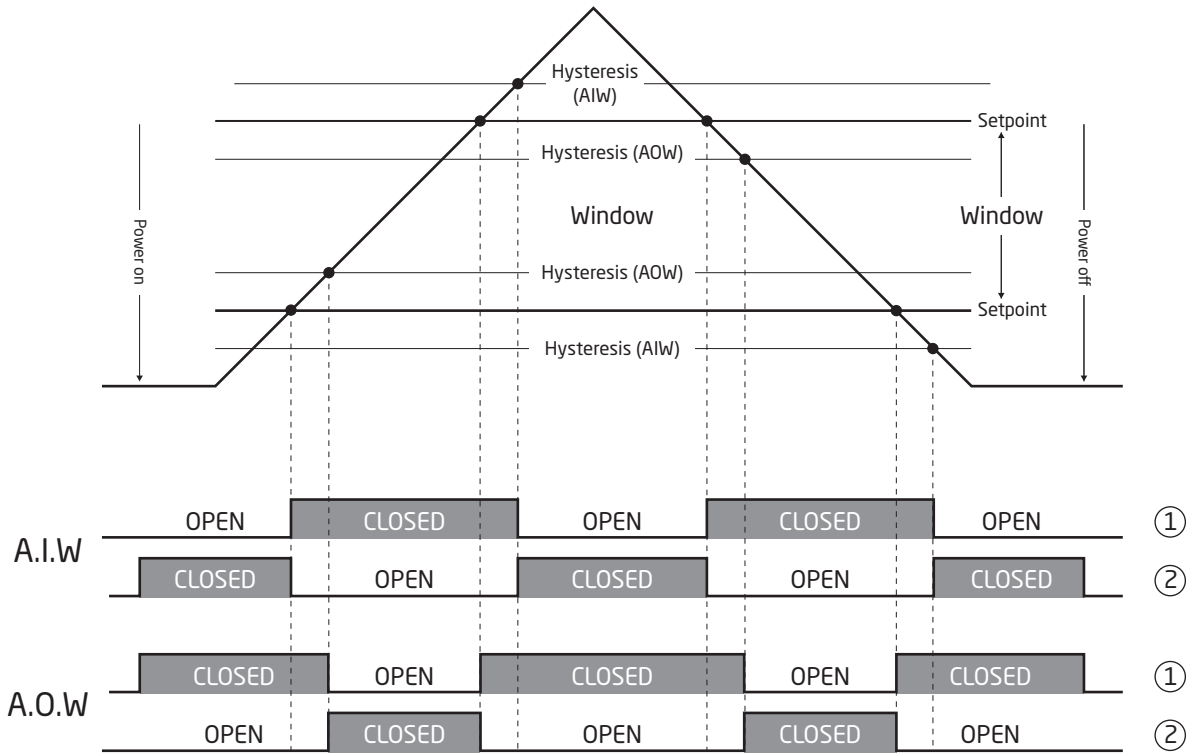 Hysteresis
(AIW)
Setpoint
Hysteresis (AOW)
Power on
Window
Window
Power off
Hysteresis (AOW)
Setpoint
Hysteresis (AIW)
A.I.W
OPEN CLOSED OPEN CLOSED OPEN ①
CLOSED OPEN CLOSED OPEN CLOSED ②
A.O.W
CLOSED OPEN CLOSED OPEN CLOSED ①
OPEN CLOSED OPEN CLOSED OPEN ②